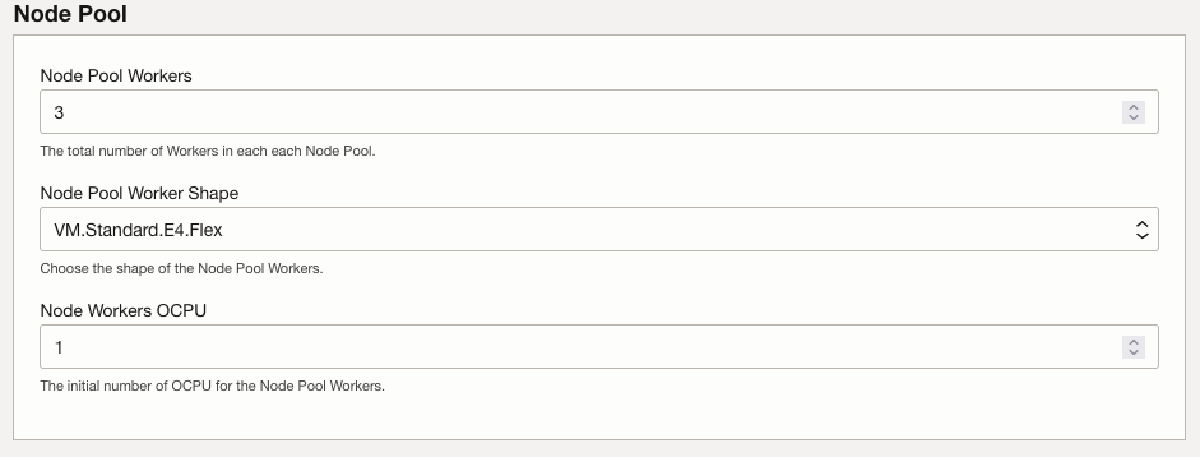 Node Pool
Node Pool Workers
3
The total number of Workers in each each Node Pool.
Node Pool Worker Shape
VM.Standard.E4.Flex
Choose the shape of the Node Pool Workers.
Node Workers OCPU
1
The initial number of OCPU for the Node Pool Workers.